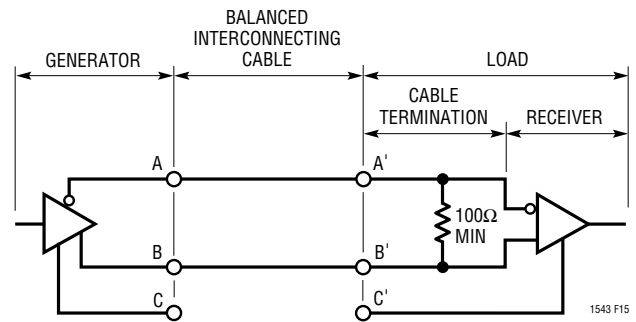 BALANCED
INTERCONNECTING
CABLE
GENERATOR
LOAD
CABLE
TERMINATION
RECEIVER
A
A'
100Ω
MIN
B
B'
C
C'
1543 F15